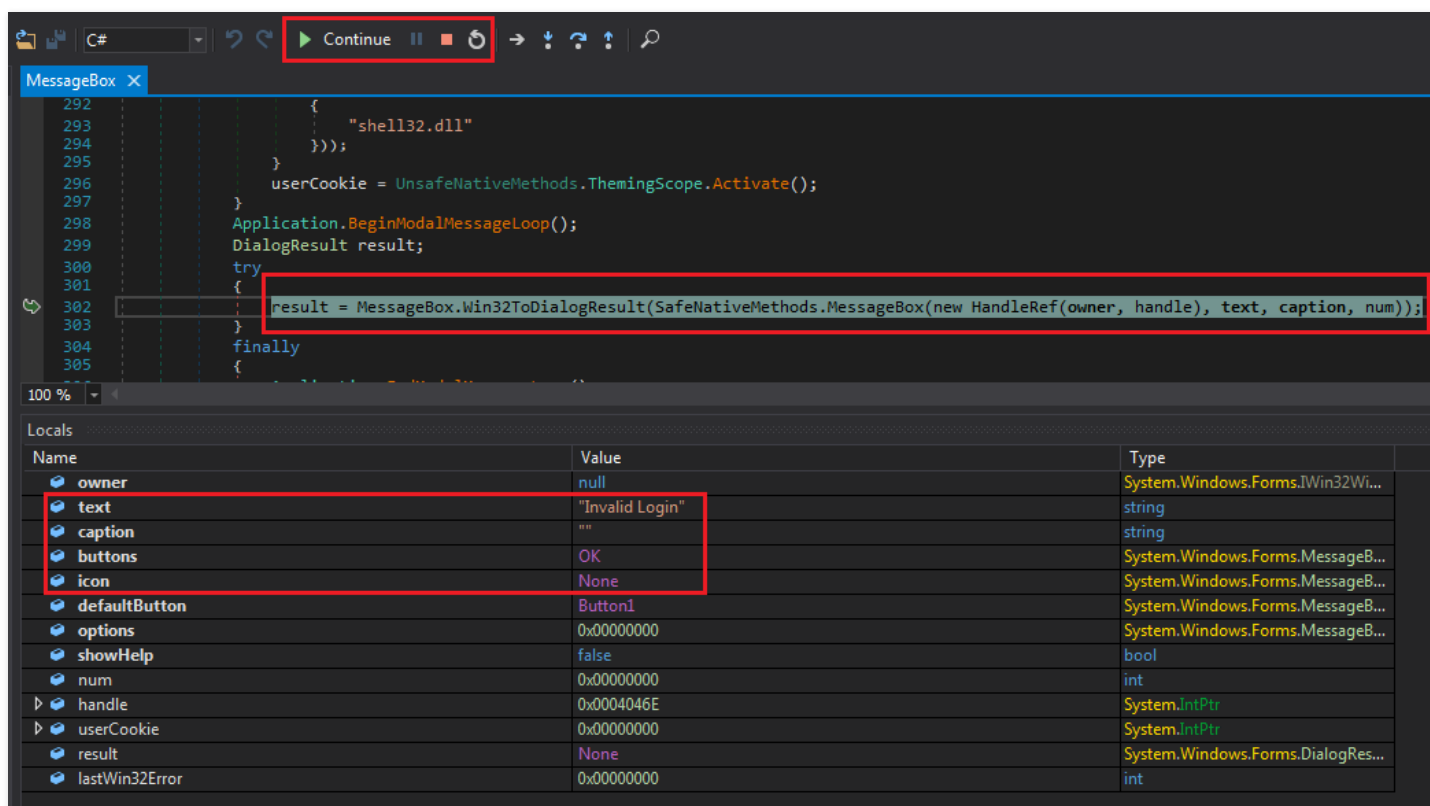 C# Continue
MessageBox
292 {
293 "shell32.dll"
294 }));
295 }
296 userCookie = UnsafeNativeMethods.ThemingScope.Activate();
297 }
298 Application.BeginModalMessageLoop();
299 DialogResult result;
300 try
301 {
302 result = MessageBox.Win32ToDialogResult(SafeNativeMethods.MessageBox(new HandleRef(owner, handle), text, caption, num));
303 }
304 finally
305 {
100 %
Locals
Name Value Type
owner null System.Windows.Forms.IWin32Wi...
text "Invalid Login" string
caption "" string
buttons OK System.Windows.Forms.MessageB...
icon None System.Windows.Forms.MessageB...
defaultButton Button1 System.Windows.Forms.MessageB...
options 0x00000000 System.Windows.Forms.MessageB...
showHelp false bool
num 0x00000000 int
handle 0x0004046E System.IntPtr
userCookie 0x00000000 System.IntPtr
result None System.Windows.Forms.DialogRes...
lastWin32Error 0x00000000 int